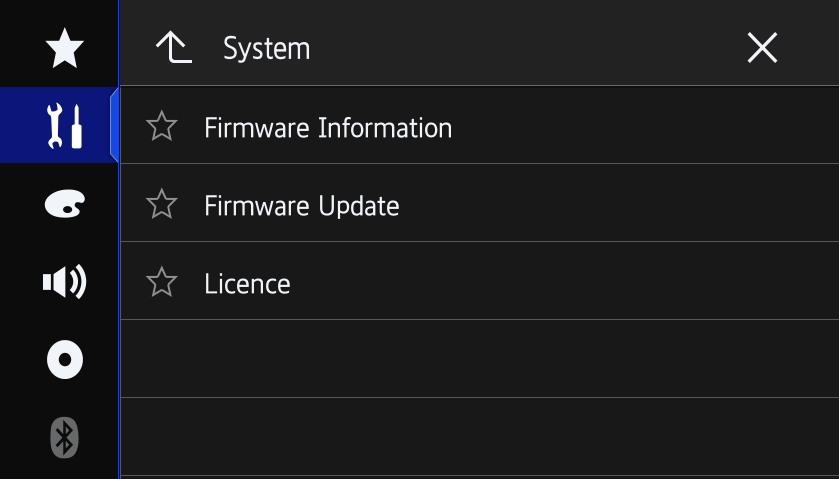 System
Firmware Information
Firmware Update
Licence